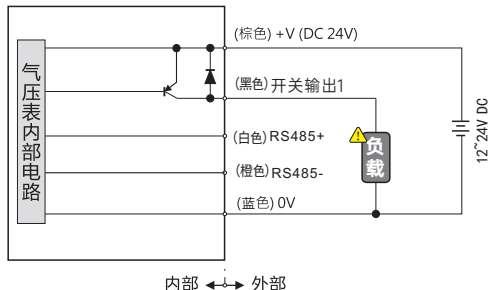 (棕色) +V (DC 24V)
气压表内部电路
(黑色) 开关输出1
(白色) RS485+
负载
12~24V DC
(橙色) RS485-
(蓝色) 0V
内部
外部